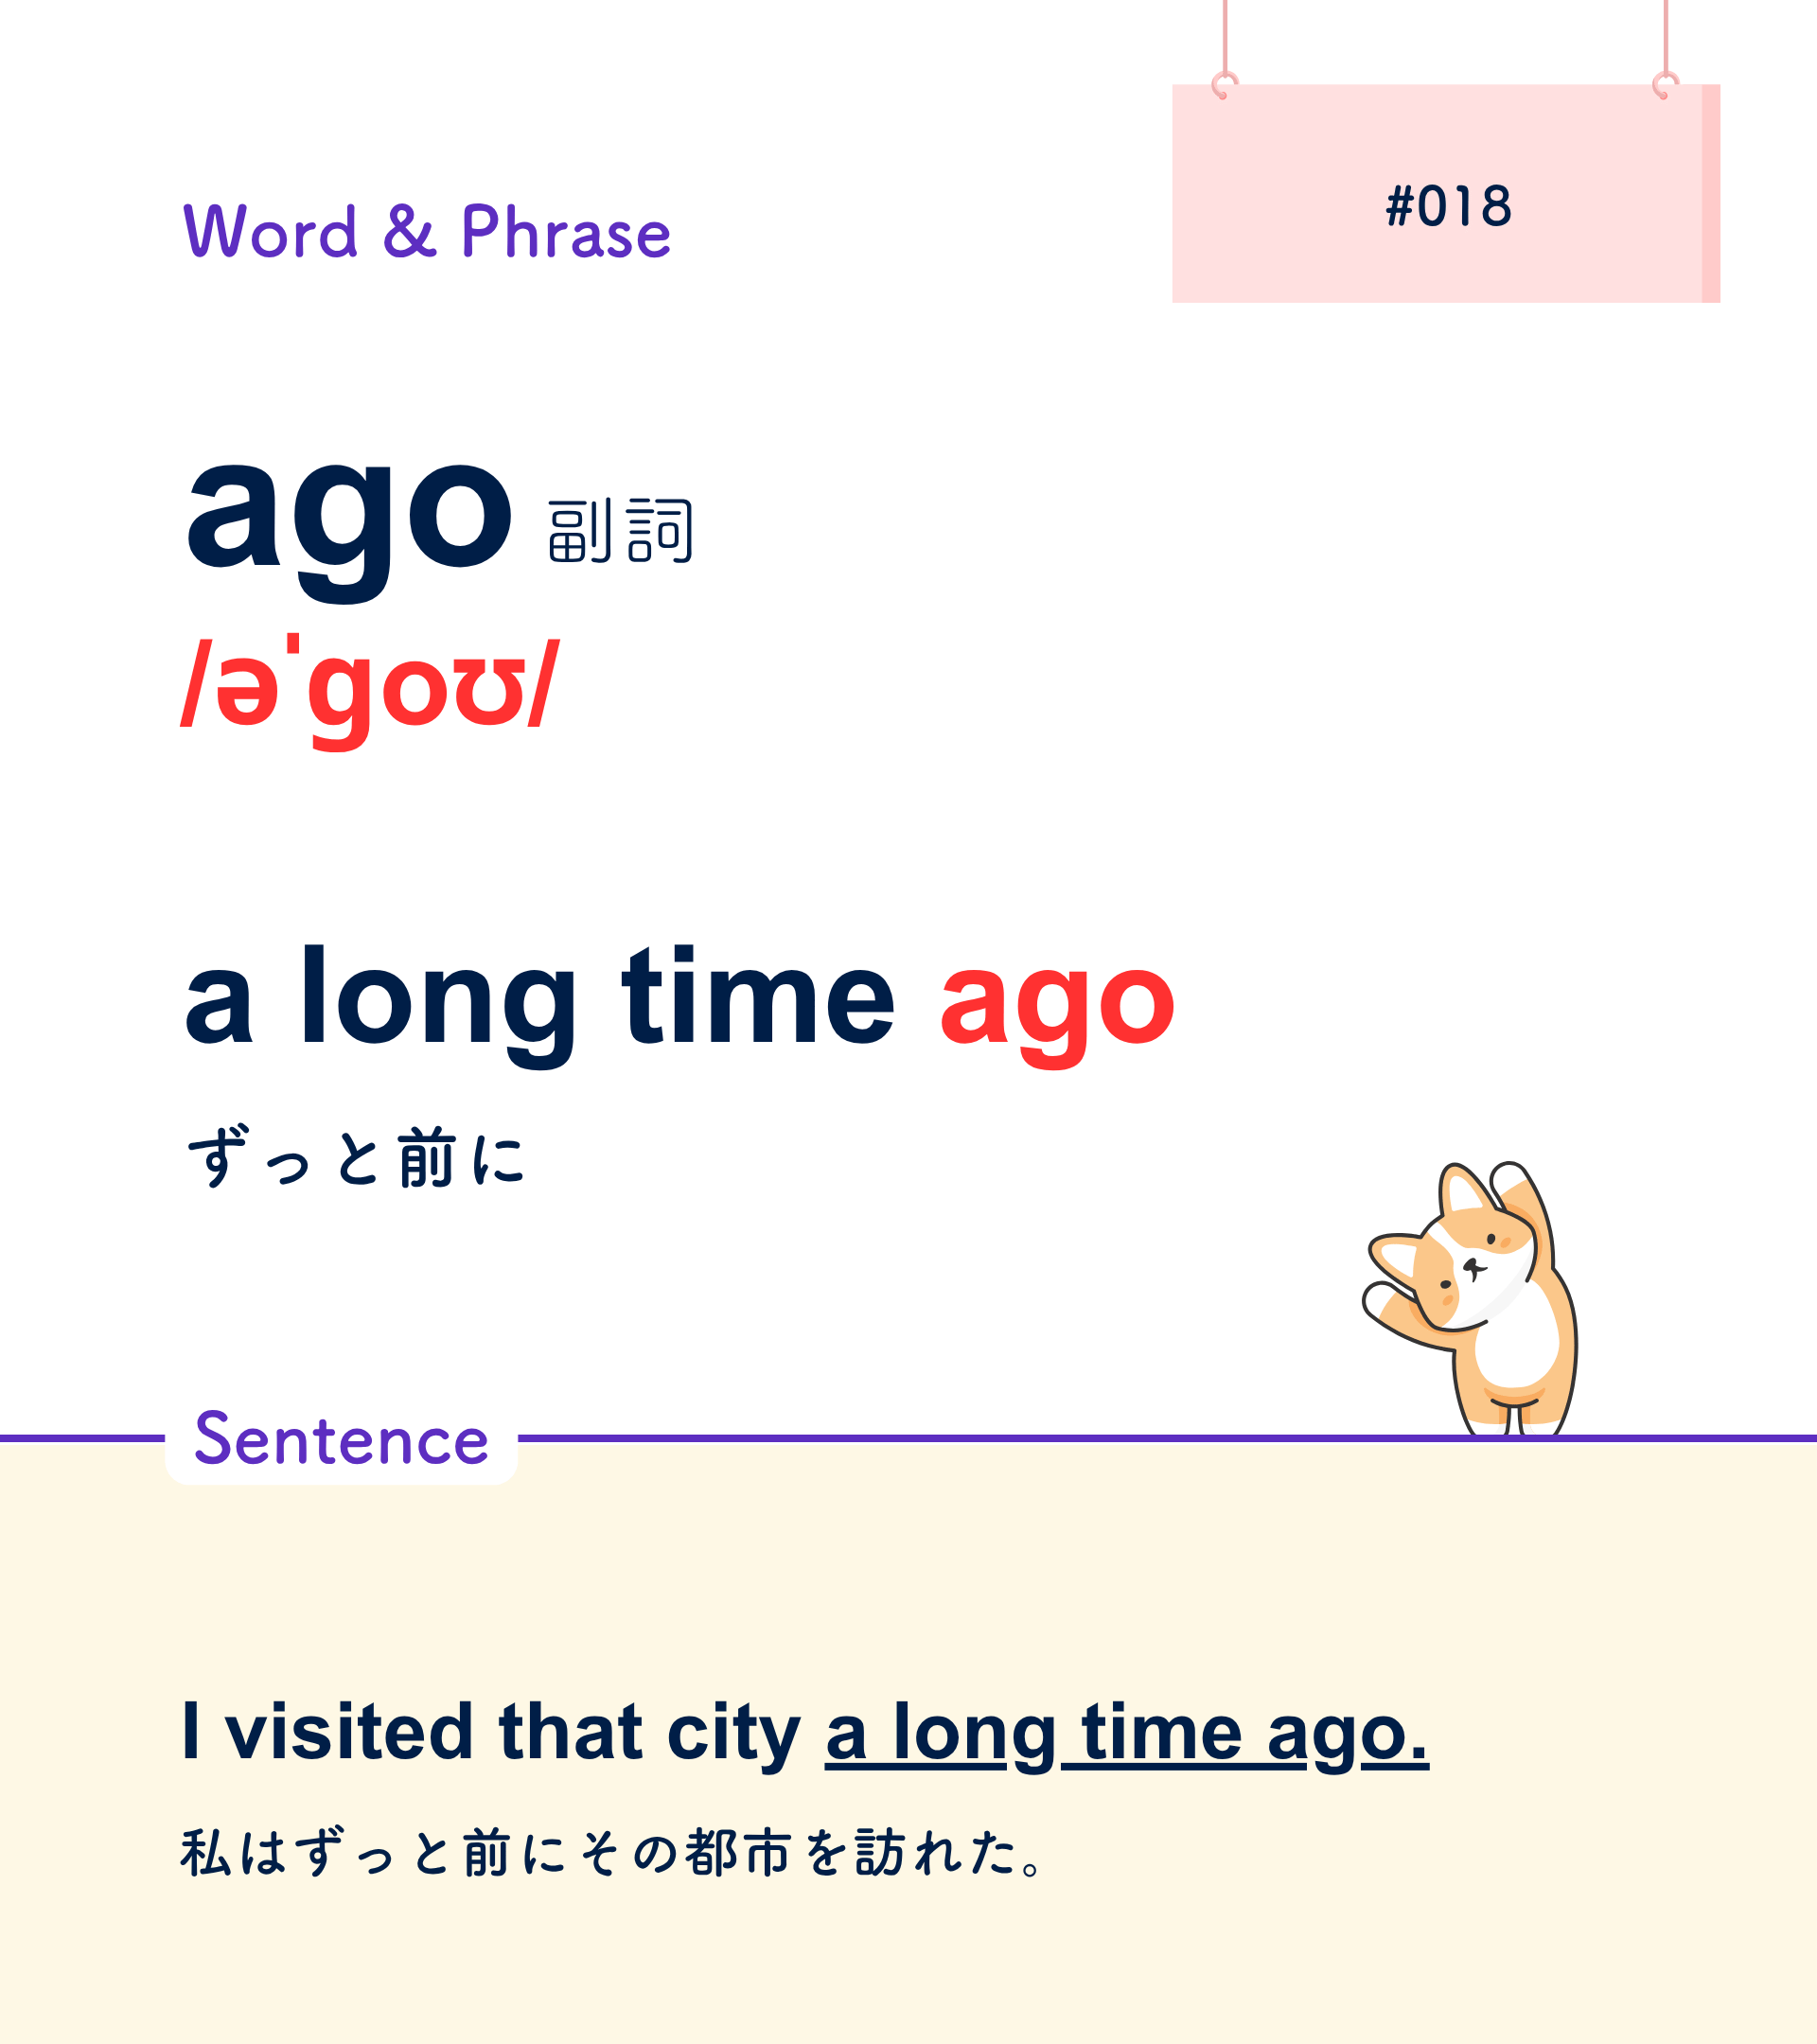 Word & Phrase
#018
ago 副詞
/əˈgoʊ/
a long time ago
ずっと前に
Sentence
I visited that city a long time ago.
私はずっと前にその都市を訪れた。